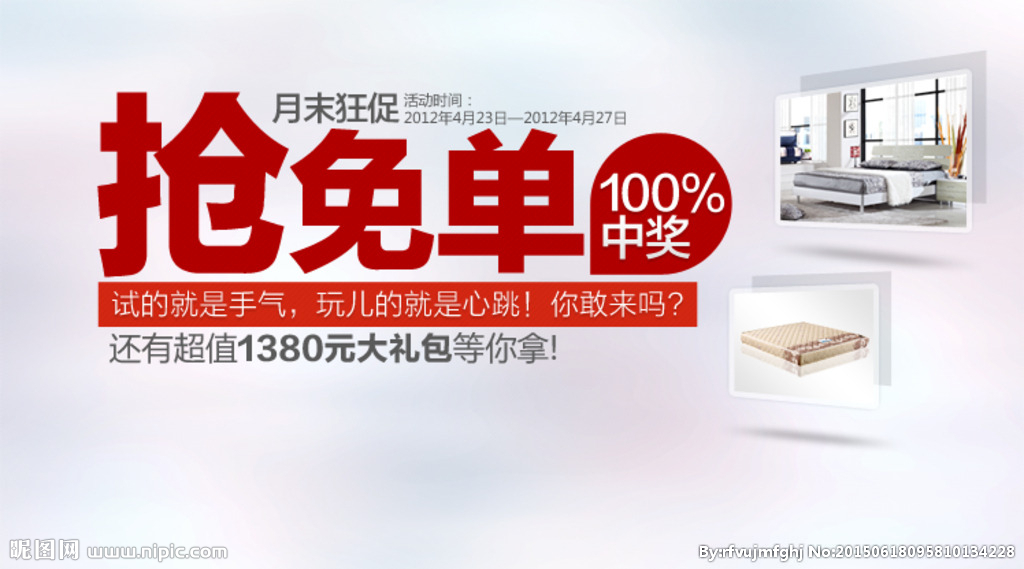 月末狂促
活动时间：
2012年4月23日—2012年4月27日
抢免单
100%
中奖
试的就是手气，玩儿的就是心跳！你敢来吗？
还有超值1380元大礼包等你拿!
昵图网 www.nipic.com
By:rfvujmfghj No:20150618095810134228